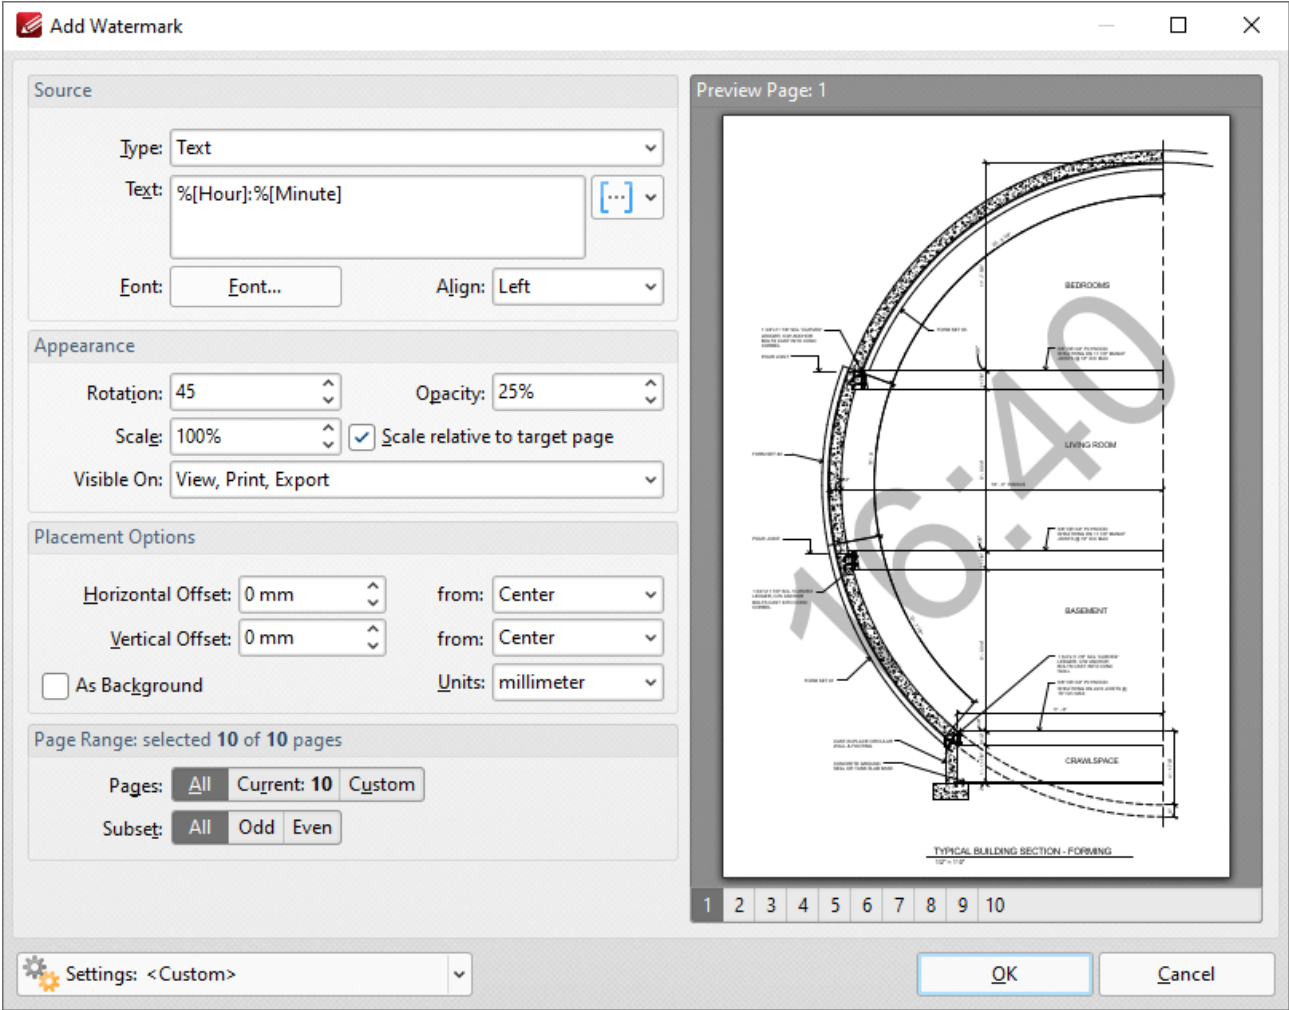 Add Watermark
Source
Type: Text
Text: %[Hour]:%[Minute]
Font: Font... Align: Left
Appearance
Rotation: 45 Opacity: 25%
Scale: 100% Scale relative to target page
Visible On: View, Print, Export
Placement Options
Horizontal Offset: 0 mm from: Center
Vertical Offset: 0 mm from: Center
As Background Units: millimeter
Page Range: selected 10 of 10 pages
Pages: All Current: 10 Custom
Subset: All Odd Even
Preview Page: 1
BEDROOMS
LIVING ROOM
BASEMENT
CRAWLSPACE
16:40
TYPICAL BUILDING SECTION - FORMING
1 2 3 4 5 6 7 8 9 10
Settings: <Custom>
OK Cancel